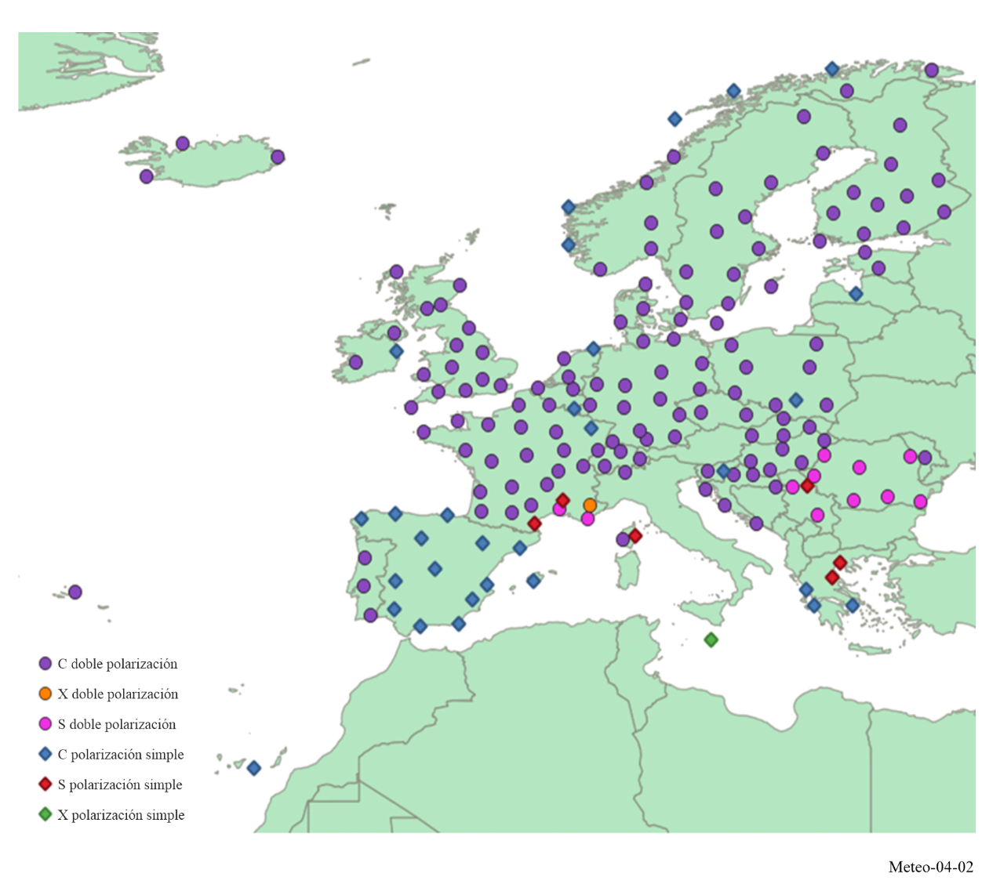 C doble polarización
X doble polarización
S doble polarización
C polarización simple
S polarización simple
X polarización simple
Meteo-04-02